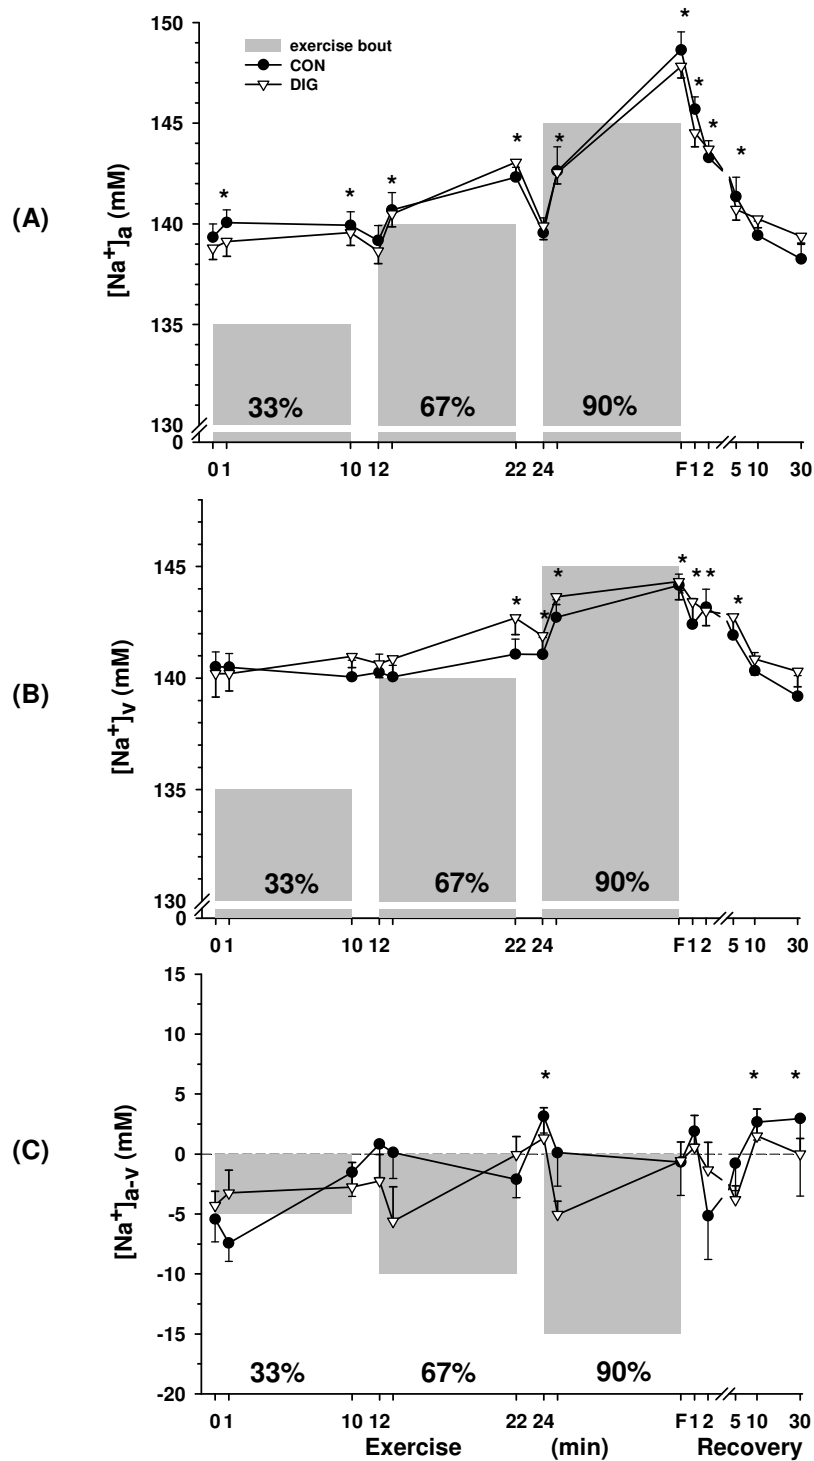 150
exercise bout
CON
DIG
145
(A)
[Na+]a (mM)
140
135
33%
67%
90%
130
0
0 1 10 12 22 24 F 1 2 5 10 30
* * * * * * * * *
145
(B)
[Na+]v (mM)
140
135
33%
67%
90%
130
0
0 1 10 12 22 24 F 1 2 5 10 30
* * * * * * *
15
10
5
(C)
[Na+]a-v (mM)
0
-5
-10
-15
33%
67%
90%
-20
0 1 10 12 22 24 F 1 2 5 10 30
* * *
Exercise (min) Recovery